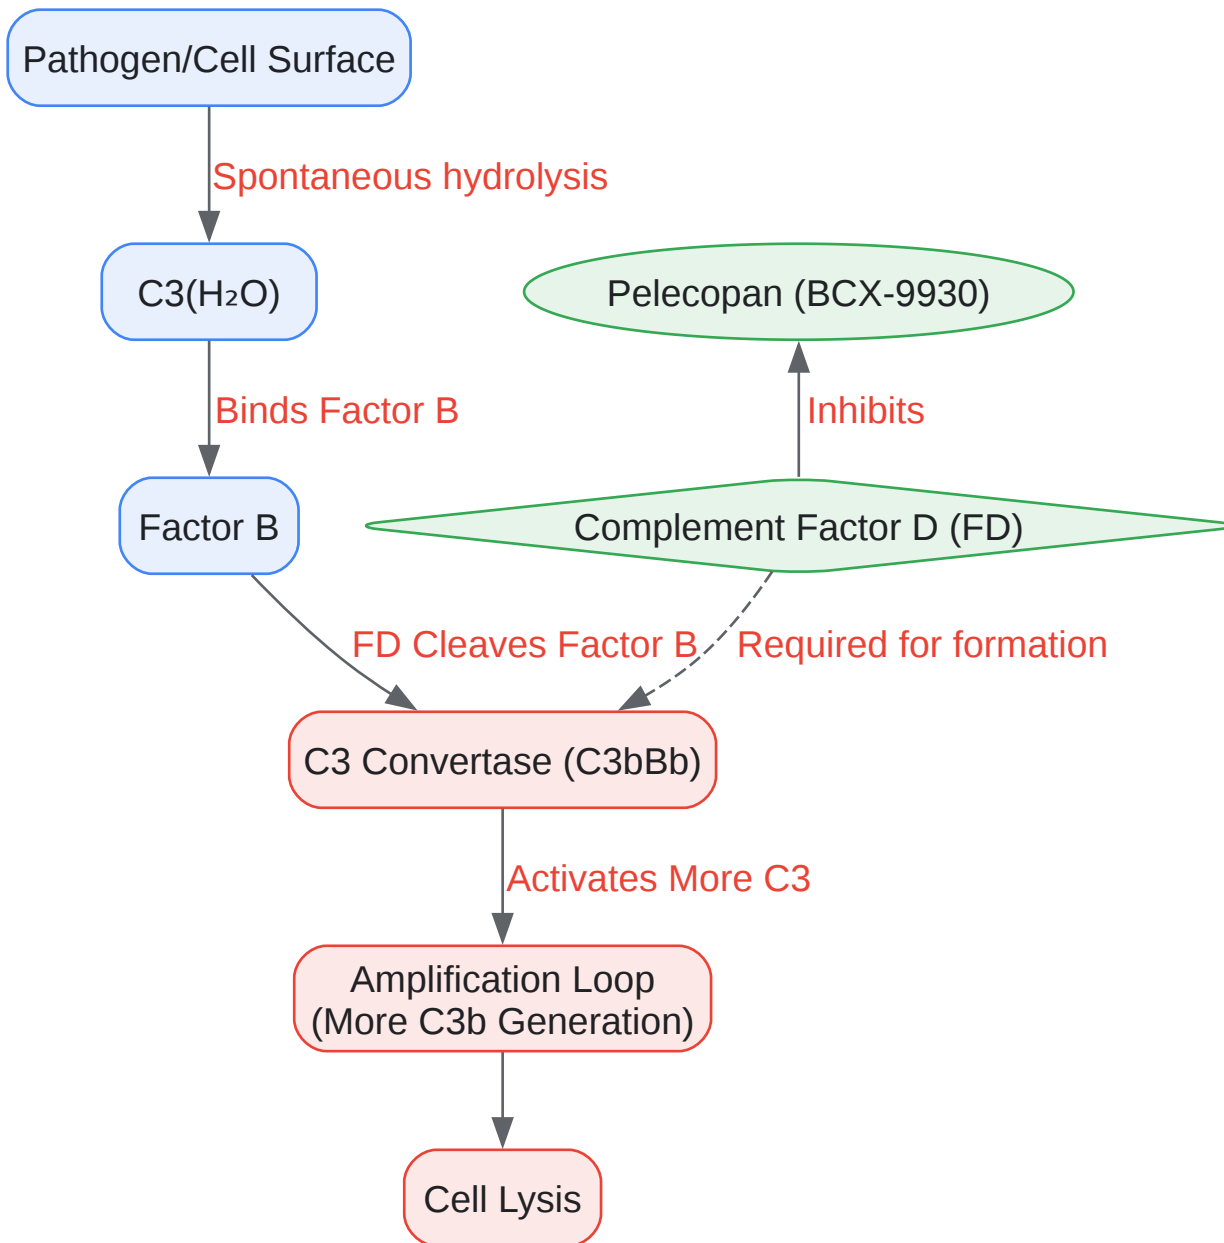 Pathogen/Cell Surface
Spontaneous hydrolysis
C3(H₂O)
Pelecopan (BCX-9930)
Binds Factor B
Inhibits
Factor B
Complement Factor D (FD)
FD Cleaves Factor B
Required for formation
C3 Convertase (C3bBb)
Activates More C3
Amplification Loop
(More C3b Generation)
Cell Lysis